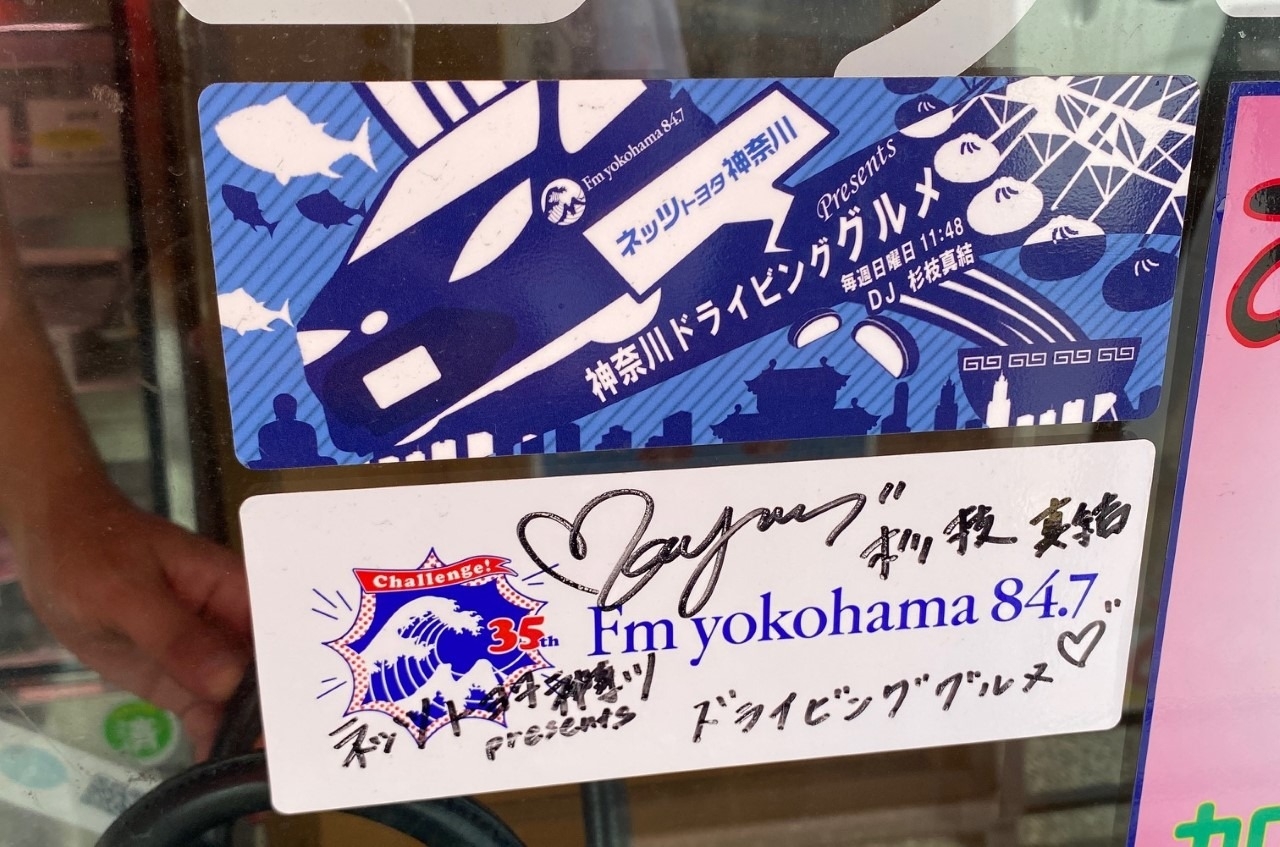 Fm yokohama 84.7
ネッツトヨタ神奈川
Presents
神奈川ドライビンググルメ
毎週日曜日 11:48
DJ 杉枝真結
Mayu 杉枝 真結
Challenge!
35th
Fm yokohama 84.7
ネッツトヨタ神奈川
presents
ドライビンググルメ♡